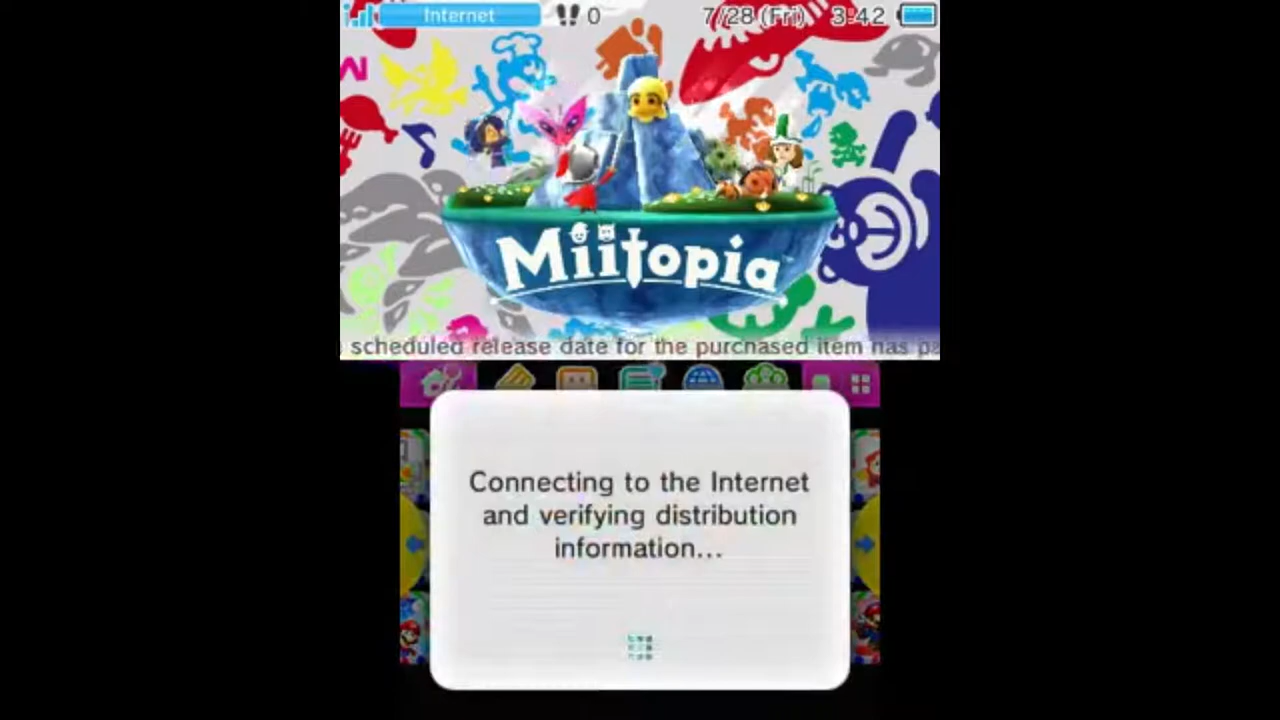 Internet 0 7/28 (Fri) 3:42
Miitopia
scheduled release date for the purchased item has
Connecting to the Internet
and verifying distribution
information...